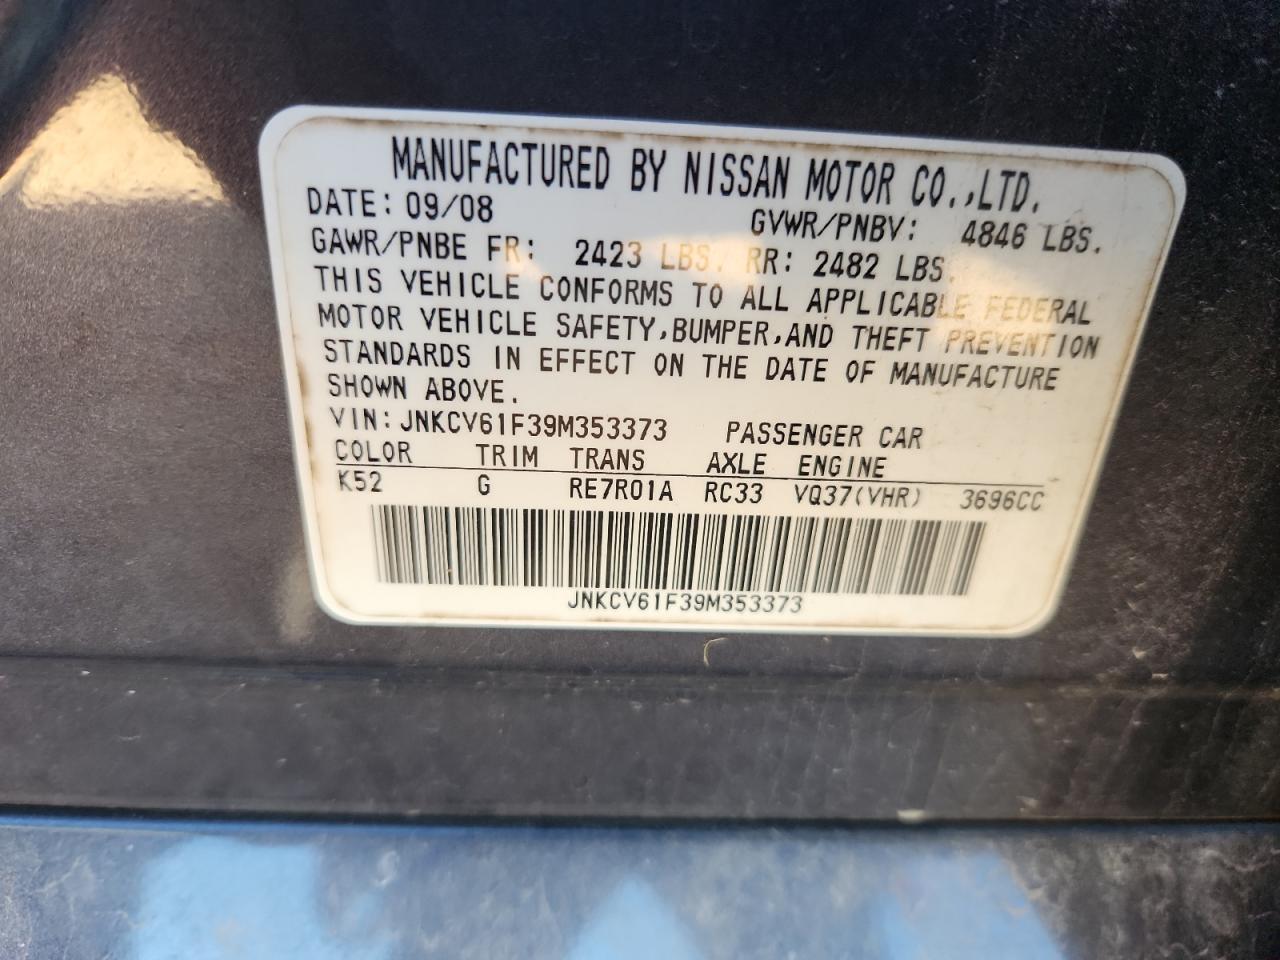 MANUFACTURED BY NISSAN MOTOR CO.,LTD.
DATE: 09/08 GVWR/PNBV: 4846 LBS.
GAWR/PNBE FR: 2423 LBS. RR: 2482 LBS.
THIS VEHICLE CONFORMS TO ALL APPLICABLE FEDERAL
MOTOR VEHICLE SAFETY,BUMPER,AND THEFT PREVENTION
STANDARDS IN EFFECT ON THE DATE OF MANUFACTURE
SHOWN ABOVE.
VIN: JNKCV61F39M353373 PASSENGER CAR
COLOR TRIM TRANS AXLE ENGINE
K52 G RE7R01A RC33 VQ37(VHR) 3696CC
JNKCV61F39M353373